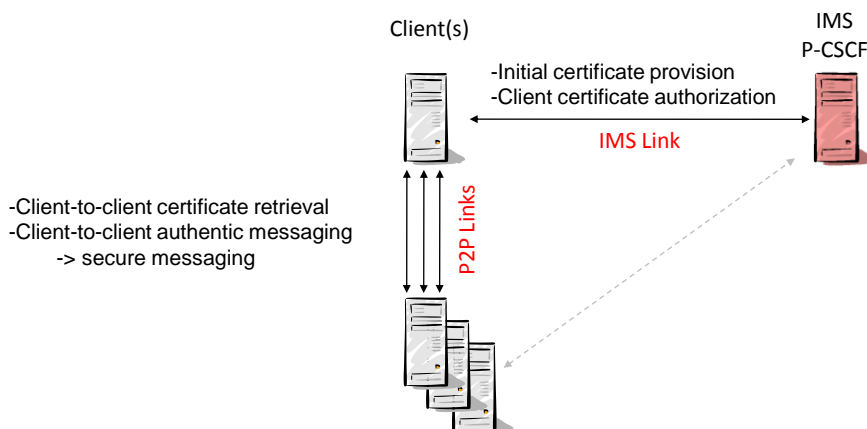 Client(s)
IMS
P-CSCF
-Initial certificate provision
-Client certificate authorization
IMS Link
-Client-to-client certificate retrieval
-Client-to-client authentic messaging
-> secure messaging
P2P Links